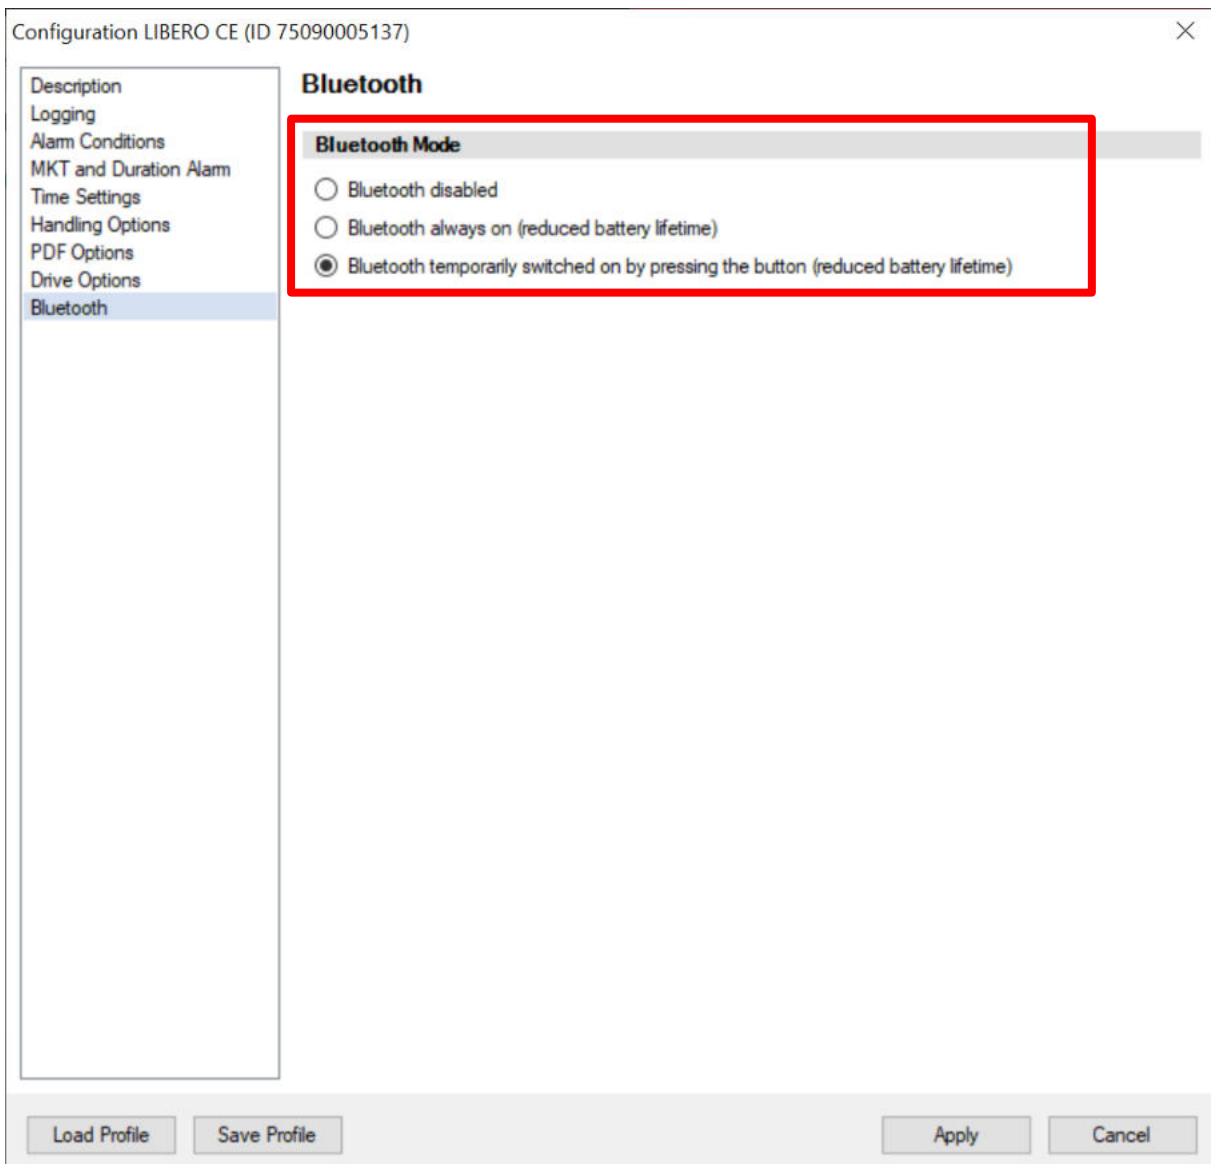 Configuration LIBERO CE (ID 75090005137)
Description
Logging
Alarm Conditions
MKT and Duration Alarm
Time Settings
Handling Options
PDF Options
Drive Options
Bluetooth
Bluetooth
Bluetooth Mode
Bluetooth disabled
Bluetooth always on (reduced battery lifetime)
Bluetooth temporarily switched on by pressing the button (reduced battery lifetime)
Load Profile
Save Profile
Apply
Cancel